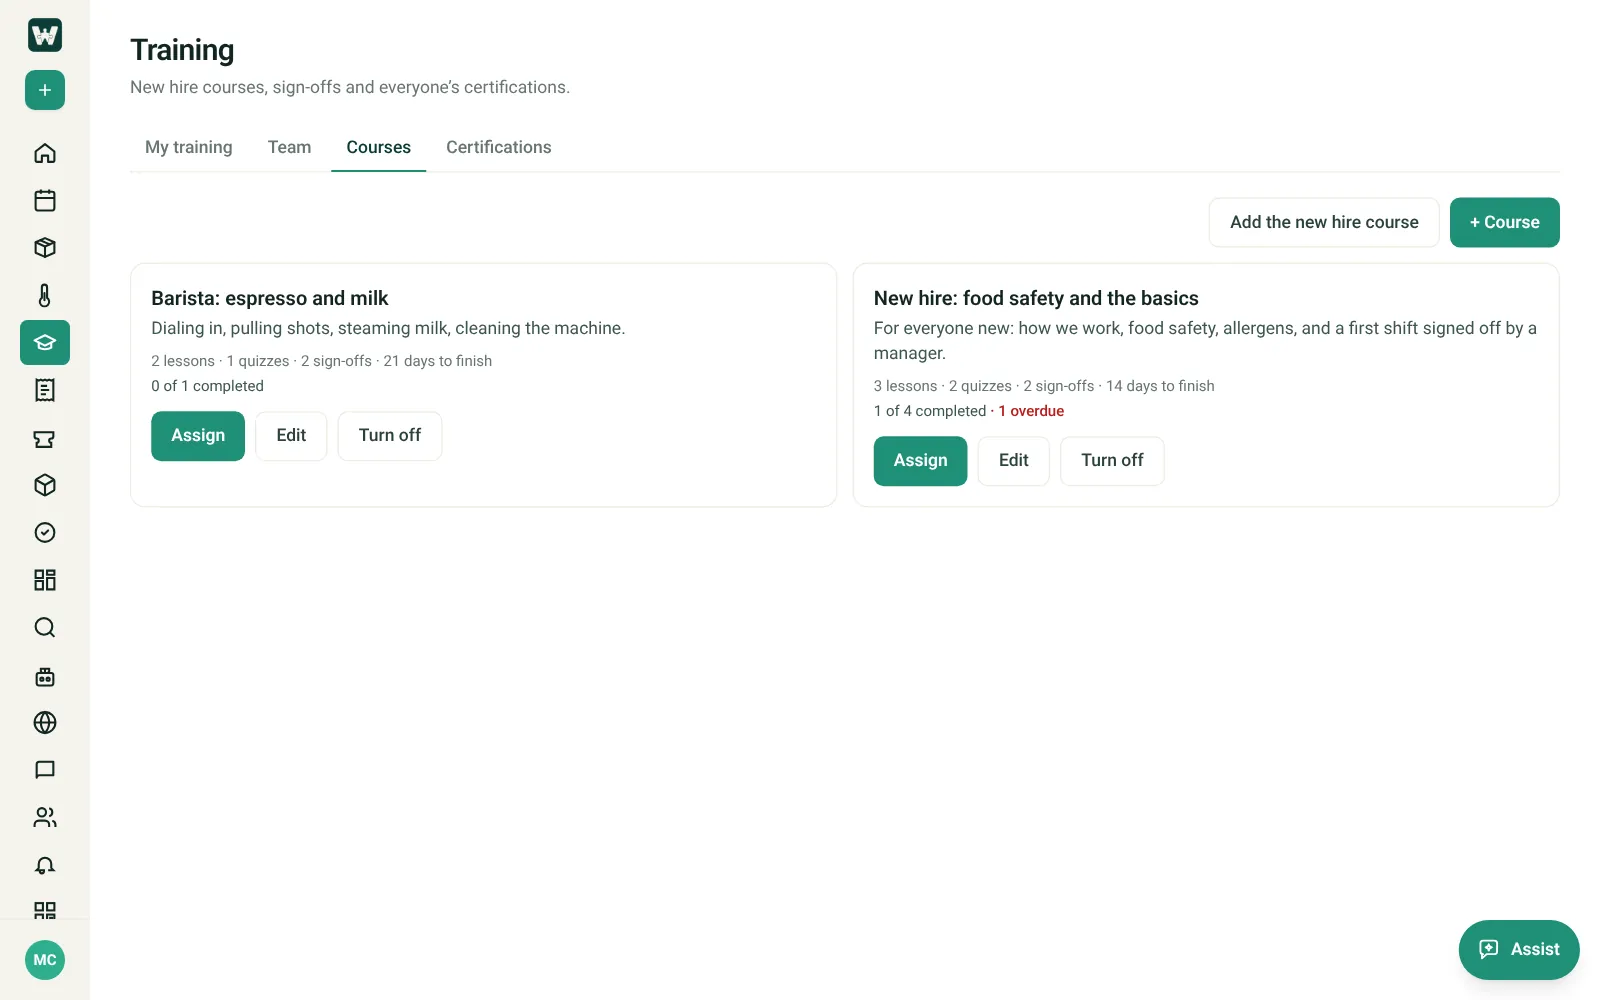 W
+
Training
New hire courses, sign-offs and everyone’s certifications.
My training
Team
Courses
Certifications
Add the new hire course
+ Course
Barista: espresso and milk
Dialing in, pulling shots, steaming milk, cleaning the machine.
2 lessons · 1 quizzes · 2 sign-offs · 21 days to finish
0 of 1 completed
Assign
Edit
Turn off
New hire: food safety and the basics
For everyone new: how we work, food safety, allergens, and a first shift signed off by a
manager.
3 lessons · 2 quizzes · 2 sign-offs · 14 days to finish
1 of 4 completed · 1 overdue
Assign
Edit
Turn off
MC
Assist